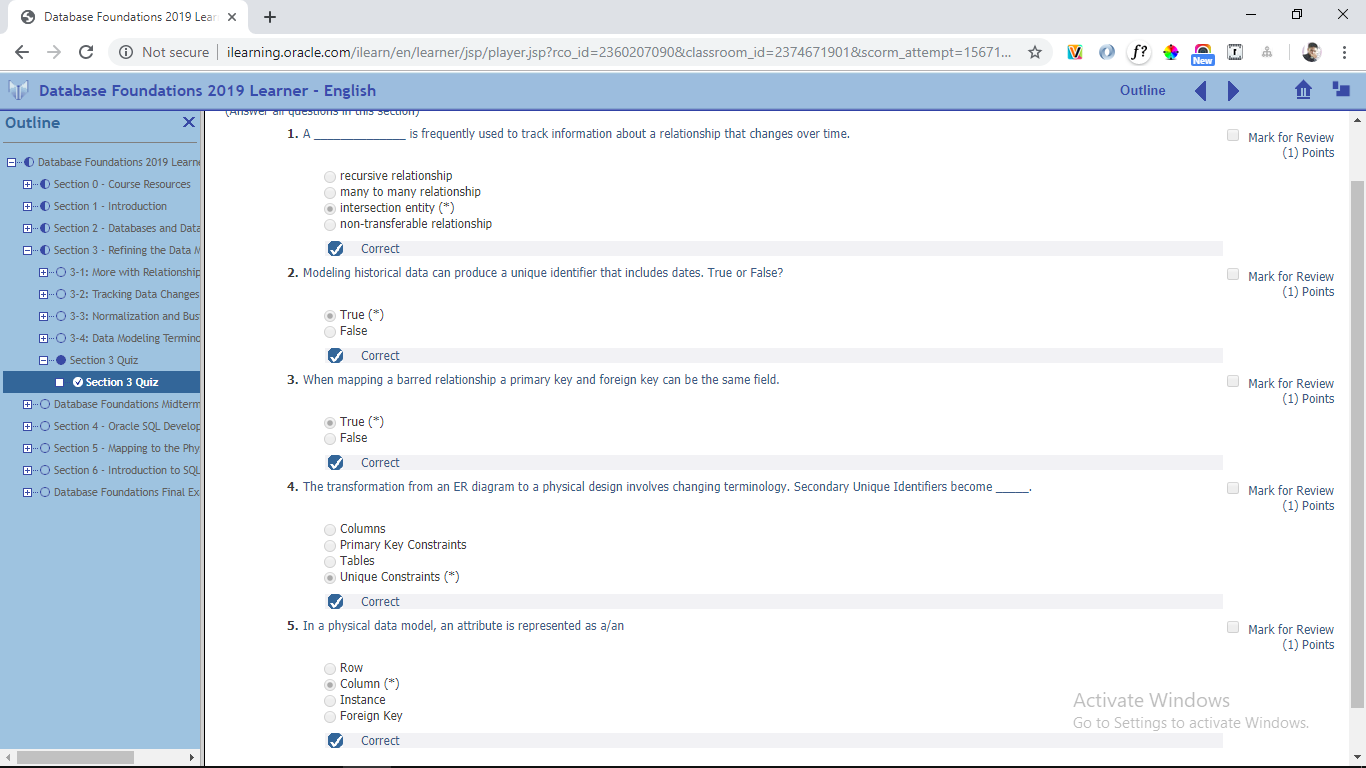 Database Foundations 2019 Lear
Not secure
ilearning.oracle.com/ilearn/en/learner/jsp/player.jsp?rco_id=2360207090&classroom_id=2374671901&scorm_attempt=15671...
f?
New
Database Foundations 2019 Learner - English
Outline
Outline
Database Foundations 2019 Learne
Section 0 - Course Resources
Section 1 - Introduction
Section 2 - Databases and Data
Section 3 - Refining the Data M
3-1: More with Relationship
3-2: Tracking Data Changes
3-3: Normalization and Bus
3-4: Data Modeling Termino
Section 3 Quiz
Section 3 Quiz
Database Foundations Midterm
Section 4 - Oracle SQL Develop
Section 5 - Mapping to the Phy
Section 6 - Introduction to SQL
Database Foundations Final Ex
(Answer all questions in this section)
1. A ______________ is frequently used to track information about a relationship that changes over time.
Mark for Review
(1) Points
recursive relationship
many to many relationship
intersection entity (*)
non-transferable relationship
Correct
2. Modeling historical data can produce a unique identifier that includes dates. True or False?
Mark for Review
(1) Points
True (*)
False
Correct
3. When mapping a barred relationship a primary key and foreign key can be the same field.
Mark for Review
(1) Points
True (*)
False
Correct
4. The transformation from an ER diagram to a physical design involves changing terminology. Secondary Unique Identifiers become _____.
Mark for Review
(1) Points
Columns
Primary Key Constraints
Tables
Unique Constraints (*)
Correct
5. In a physical data model, an attribute is represented as a/an
Mark for Review
(1) Points
Row
Column (*)
Instance
Foreign Key
Correct
Activate Windows
Go to Settings to activate Windows.